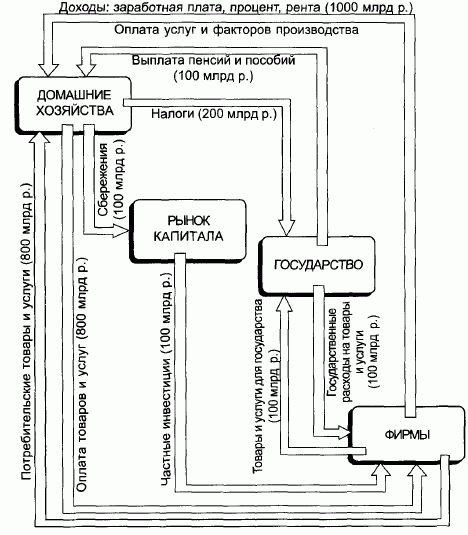 Доходы: заработная плата, процент, рента (1000 млрд р.)
Оплата услуг и факторов производства
Выплата пенсий и пособий
(100 млрд р.)
ДОМАШНИЕ
ХОЗЯЙСТВА
Налоги (200 млрд р.)
Сбережения
(100 млрд р.)
РЫНОК
КАПИТАЛА
ГОСУДАРСТВО
Потребительские товары и услуги (800 млрд р.)
Оплата товаров и услуг (800 млрд р.)
Частные инвестиции (100 млрд р.)
Товары и услуги для государства
(100 млрд р.)
Государственные
расходы на товары
и услуги
(100 млрд р.)
ФИРМЫ